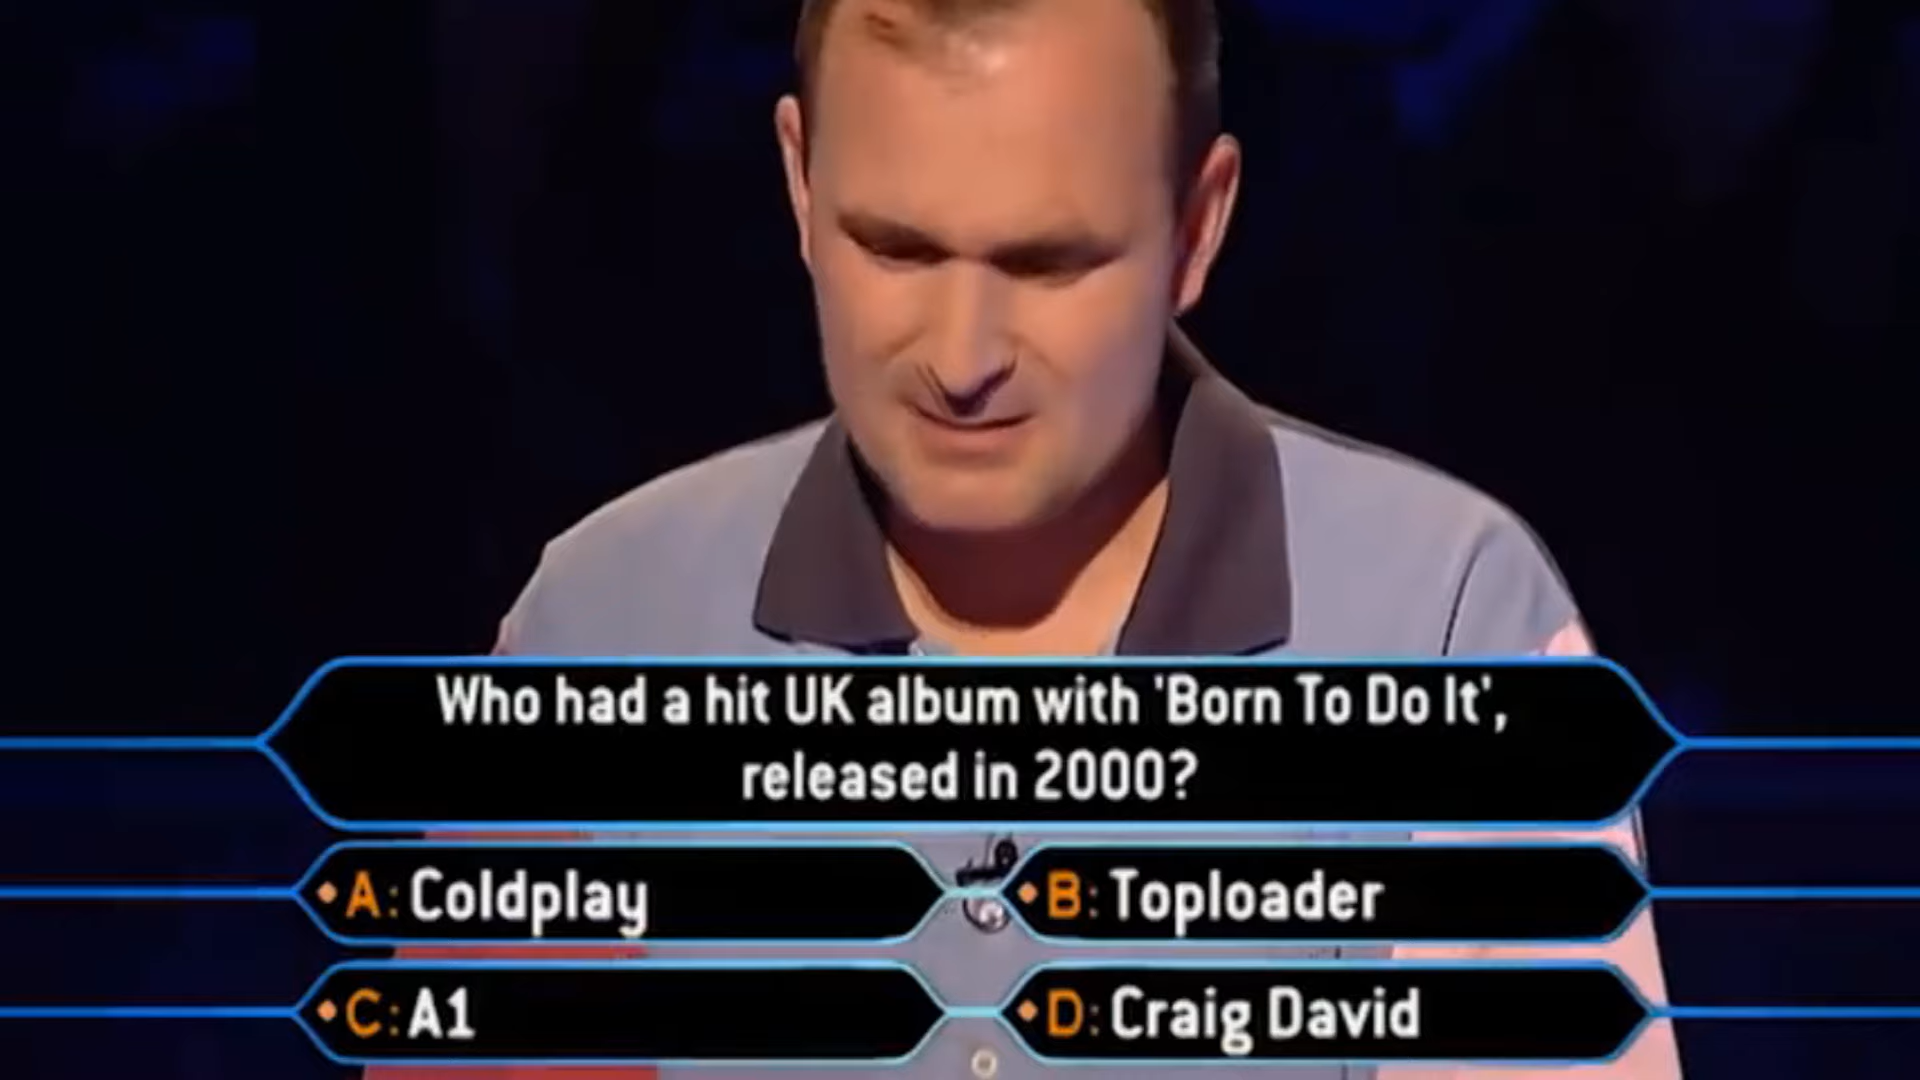 Who had a hit UK album with 'Born To Do It',
released in 2000?
A: Coldplay
B: Toploader
C: A1
D: Craig David